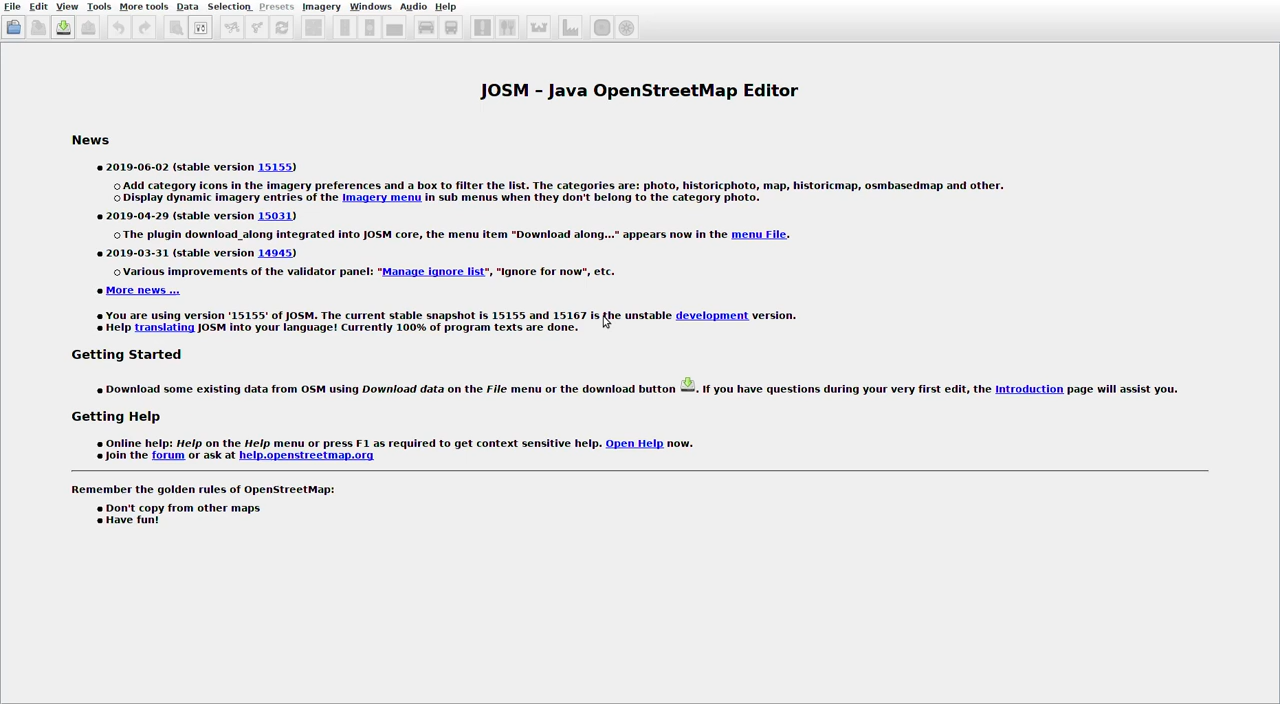 File Edit View Tools More tools Data Selection Presets Imagery Windows Audio Help
JOSM – Java OpenStreetMap Editor
News
2019-06-02 (stable version 15155)
Add category icons in the imagery preferences and a box to filter the list. The categories are: photo, historicphoto, map, historicmap, osmbasedmap and other.
Display dynamic imagery entries of the Imagery menu in sub menus when they don't belong to the category photo.
2019-04-29 (stable version 15031)
The plugin download_along integrated into JOSM core, the menu item "Download along..." appears now in the menu File.
2019-03-31 (stable version 14945)
Various improvements of the validator panel: "Manage ignore list", "Ignore for now", etc.
More news ...
You are using version '15155' of JOSM. The current stable snapshot is 15155 and 15167 is the unstable development version.
Help translating JOSM into your language! Currently 100% of program texts are done.
Getting Started
Download some existing data from OSM using Download data on the File menu or the download button . If you have questions during your very first edit, the Introduction page will assist you.
Getting Help
Online help: Help on the Help menu or press F1 as required to get context sensitive help. Open Help now.
Join the forum or ask at help.openstreetmap.org
Remember the golden rules of OpenStreetMap:
Don't copy from other maps
Have fun!